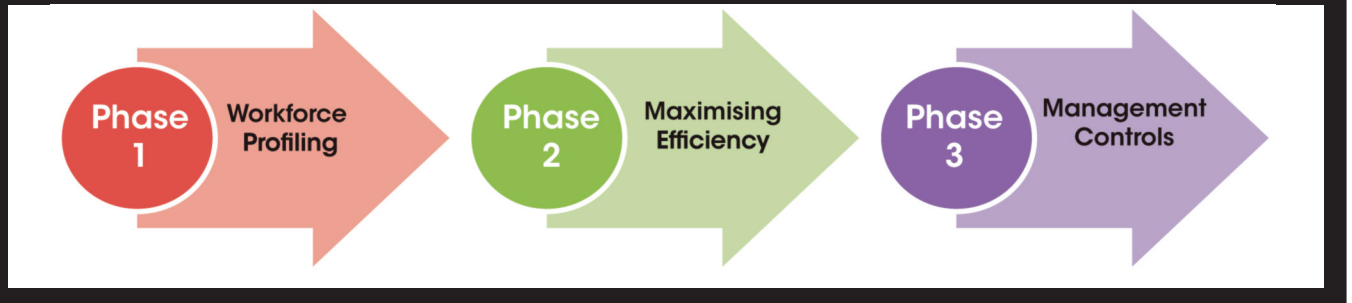 Phase
1
Workforce
Profiling
Phase
2
Maximising
Efficiency
Phase
3
Management
Controls